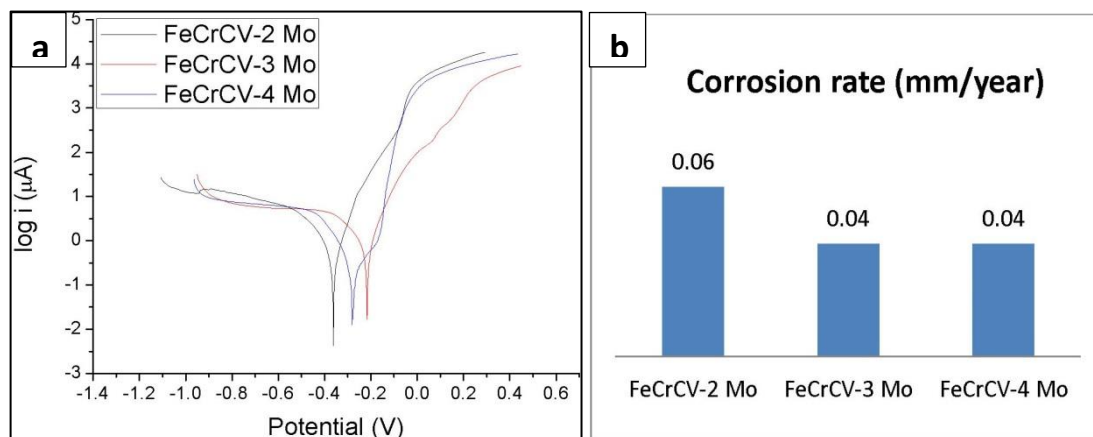 a
FeCrCV-2 Mo
FeCrCV-3 Mo
FeCrCV-4 Mo
5
4
3
2
1
0
-1
-2
-3
log i (μA)
-1.4 -1.2 -1.0 -0.8 -0.6 -0.4 -0.2 0.0 0.2 0.4 0.6
Potential (V)
b
Corrosion rate (mm/year)
0.06
0.04 0.04
FeCrCV-2 Mo FeCrCV-3 Mo FeCrCV-4 Mo